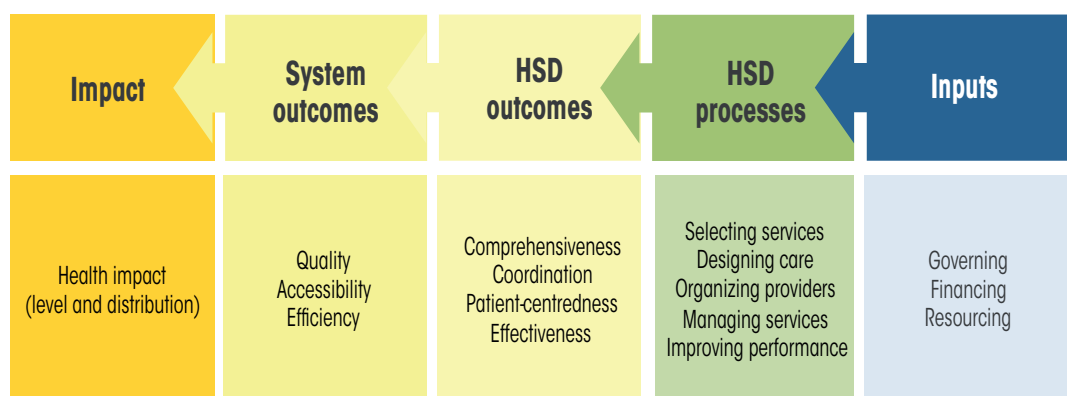 Impact
System
outcomes
HSD
outcomes
HSD
processes
Inputs
Health impact
(level and distribution)
Quality
Accessibility
Efficiency
Comprehensiveness
Coordination
Patient-centredness
Effectiveness
Selecting services
Designing care
Organizing providers
Managing services
Improving performance
Governing
Financing
Resourcing